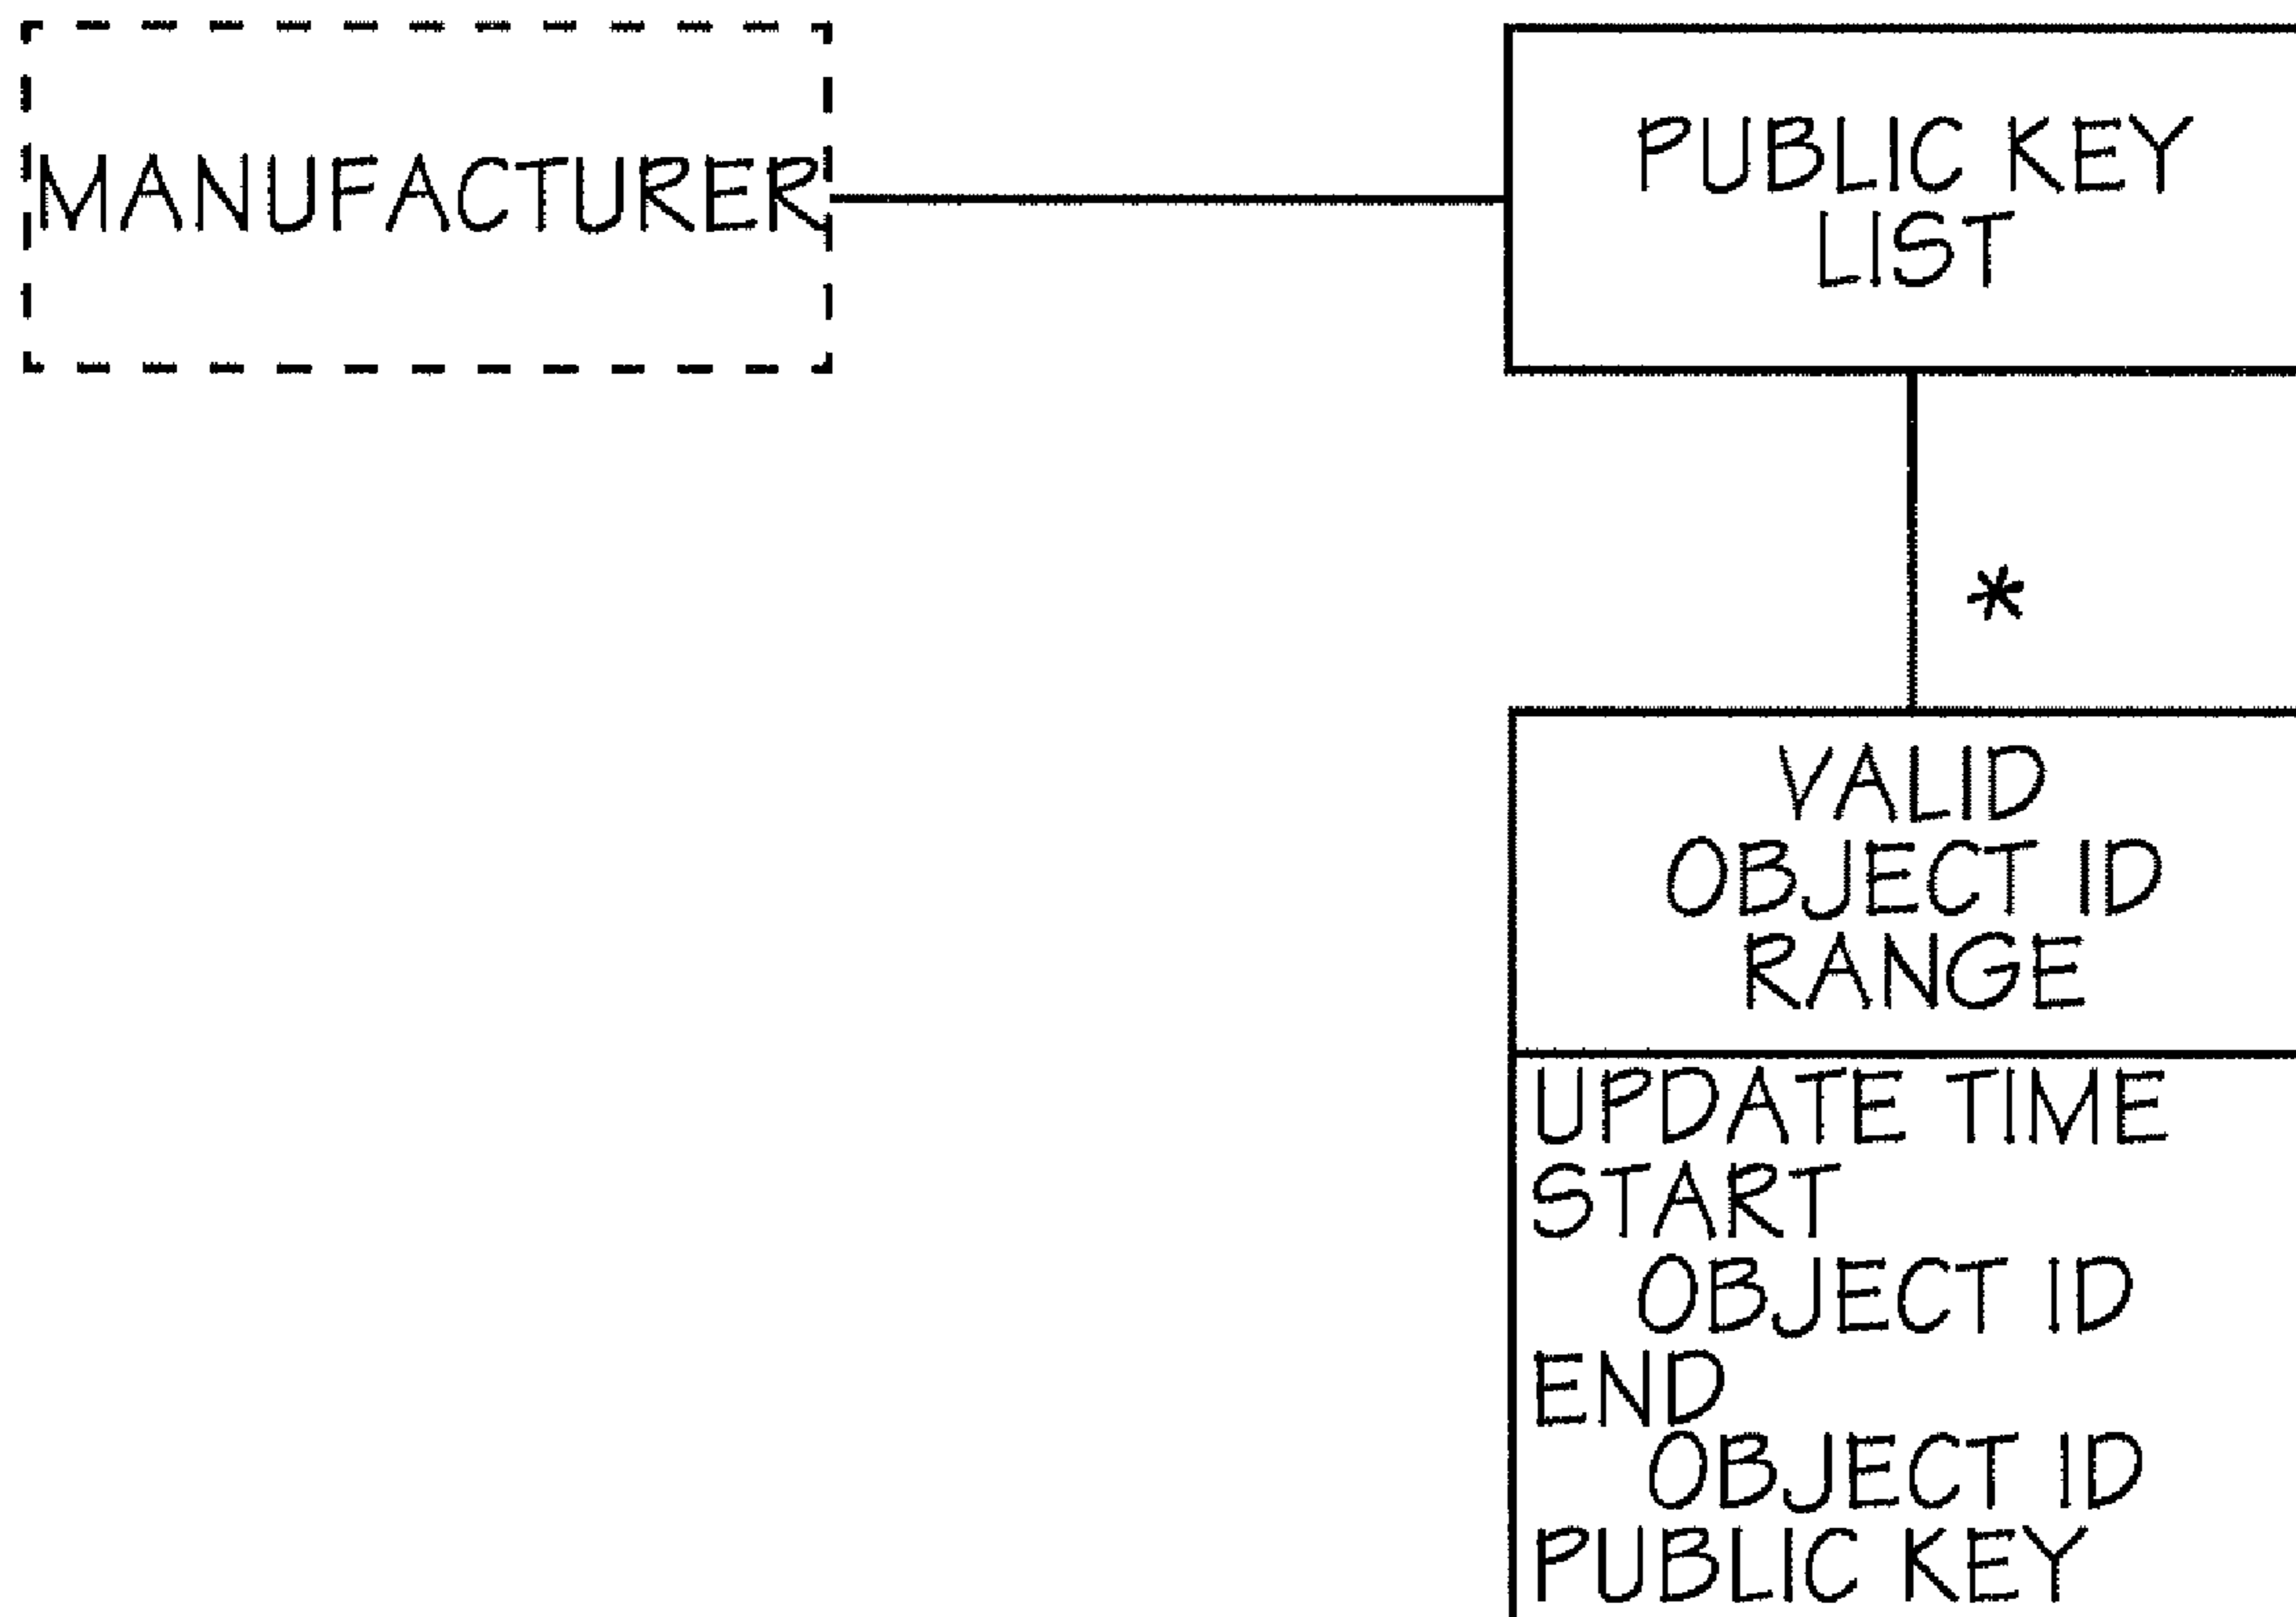 MANUFACTURER
PUBLIC KEY
LIST
*
VALID
OBJECT ID
RANGE
UPDATE TIME
START
OBJECT ID
END
OBJECT ID
PUBLIC KEY